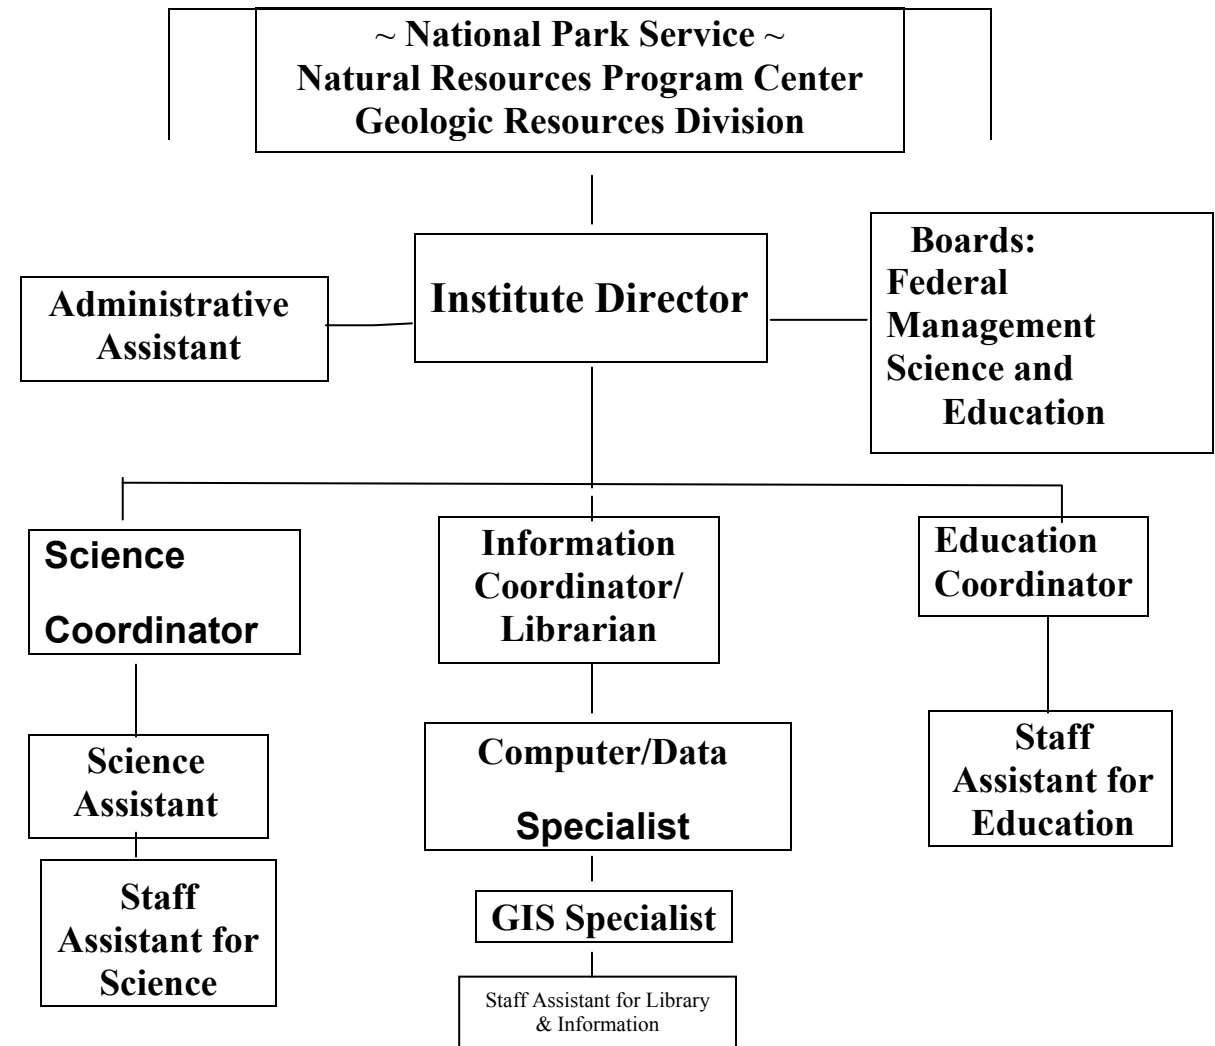 ~ National Park Service ~
Natural Resources Program Center
Geologic Resources Division
Institute Director
Administrative
Assistant
Boards:
Federal
Management
Science and
Education
Science
Coordinator
Information
Coordinator/
Librarian
Education
Coordinator
Science
Assistant
Computer/Data
Specialist
Staff
Assistant for
Education
Staff
Assistant for
Science
GIS Specialist
Staff Assistant for Library
& Information